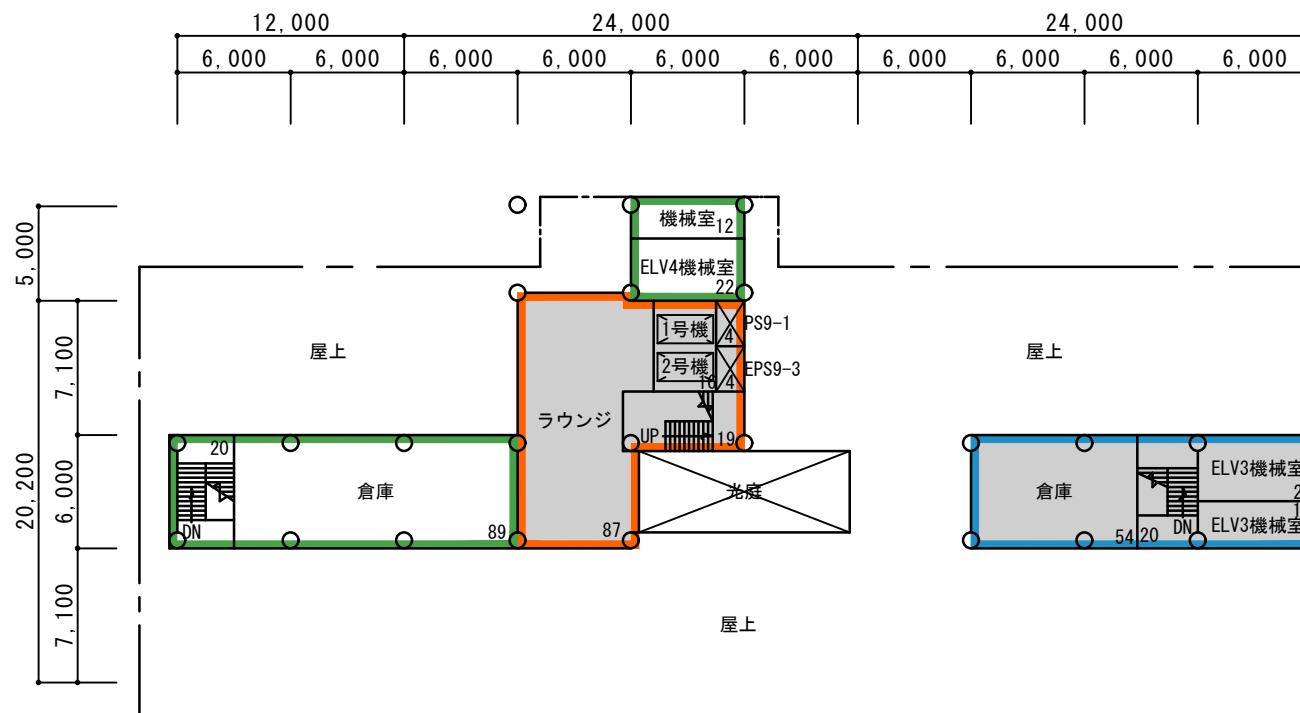 12,000 24,000 24,000
6,000 6,000 6,000 6,000 6,000 6,000 6,000 6,000 6,000 6,000
5,000
7,100
20,200
6,000
7,100
機械室
12
ELV4機械室
22
屋上
1号機
4
PS9-1
屋上
2号機
4
EPS9-3
ラウンジ
UP
19
20
倉庫
DN
89
87
光庭
倉庫
ELV3機械室
ELV3機械室
54
20
DN
屋上